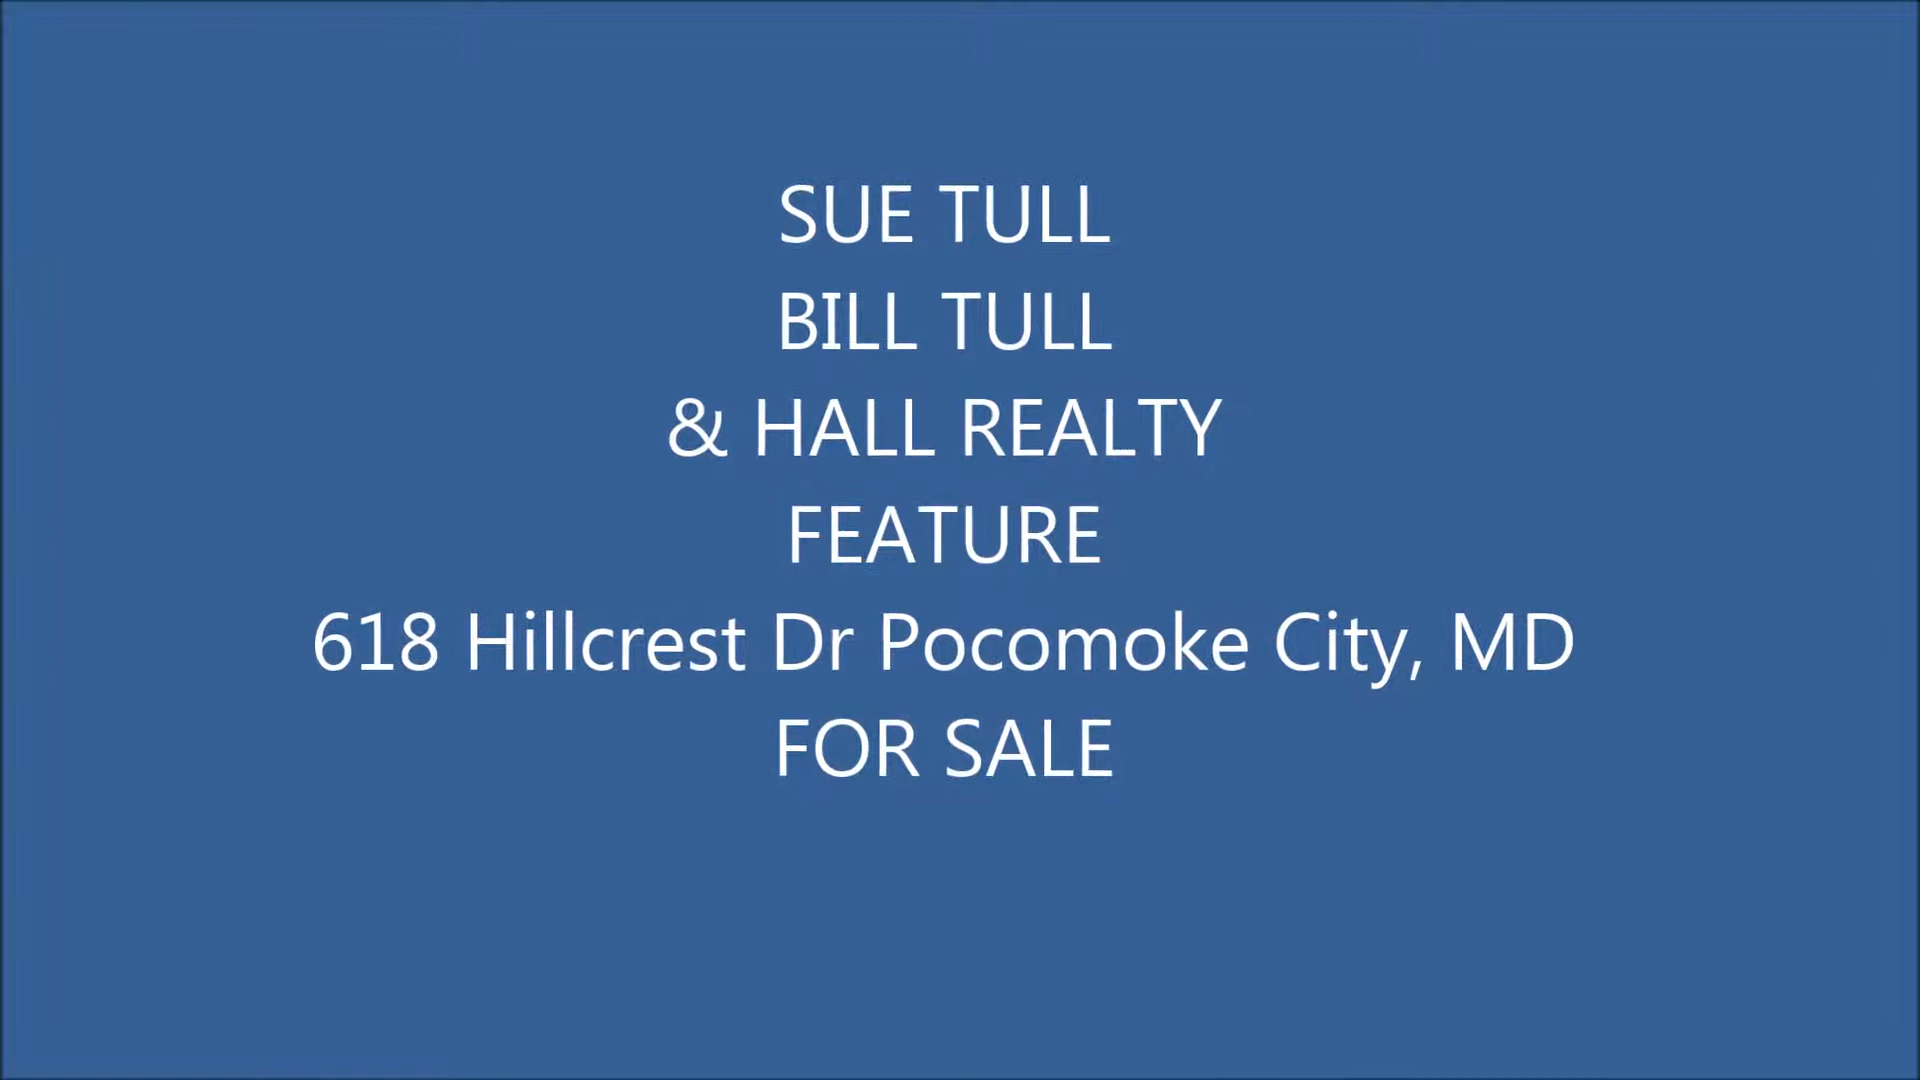 SUE TULL
BILL TULL
& HALL REALTY
FEATURE
618 Hillcrest Dr Pocomoke City, MD
FOR SALE